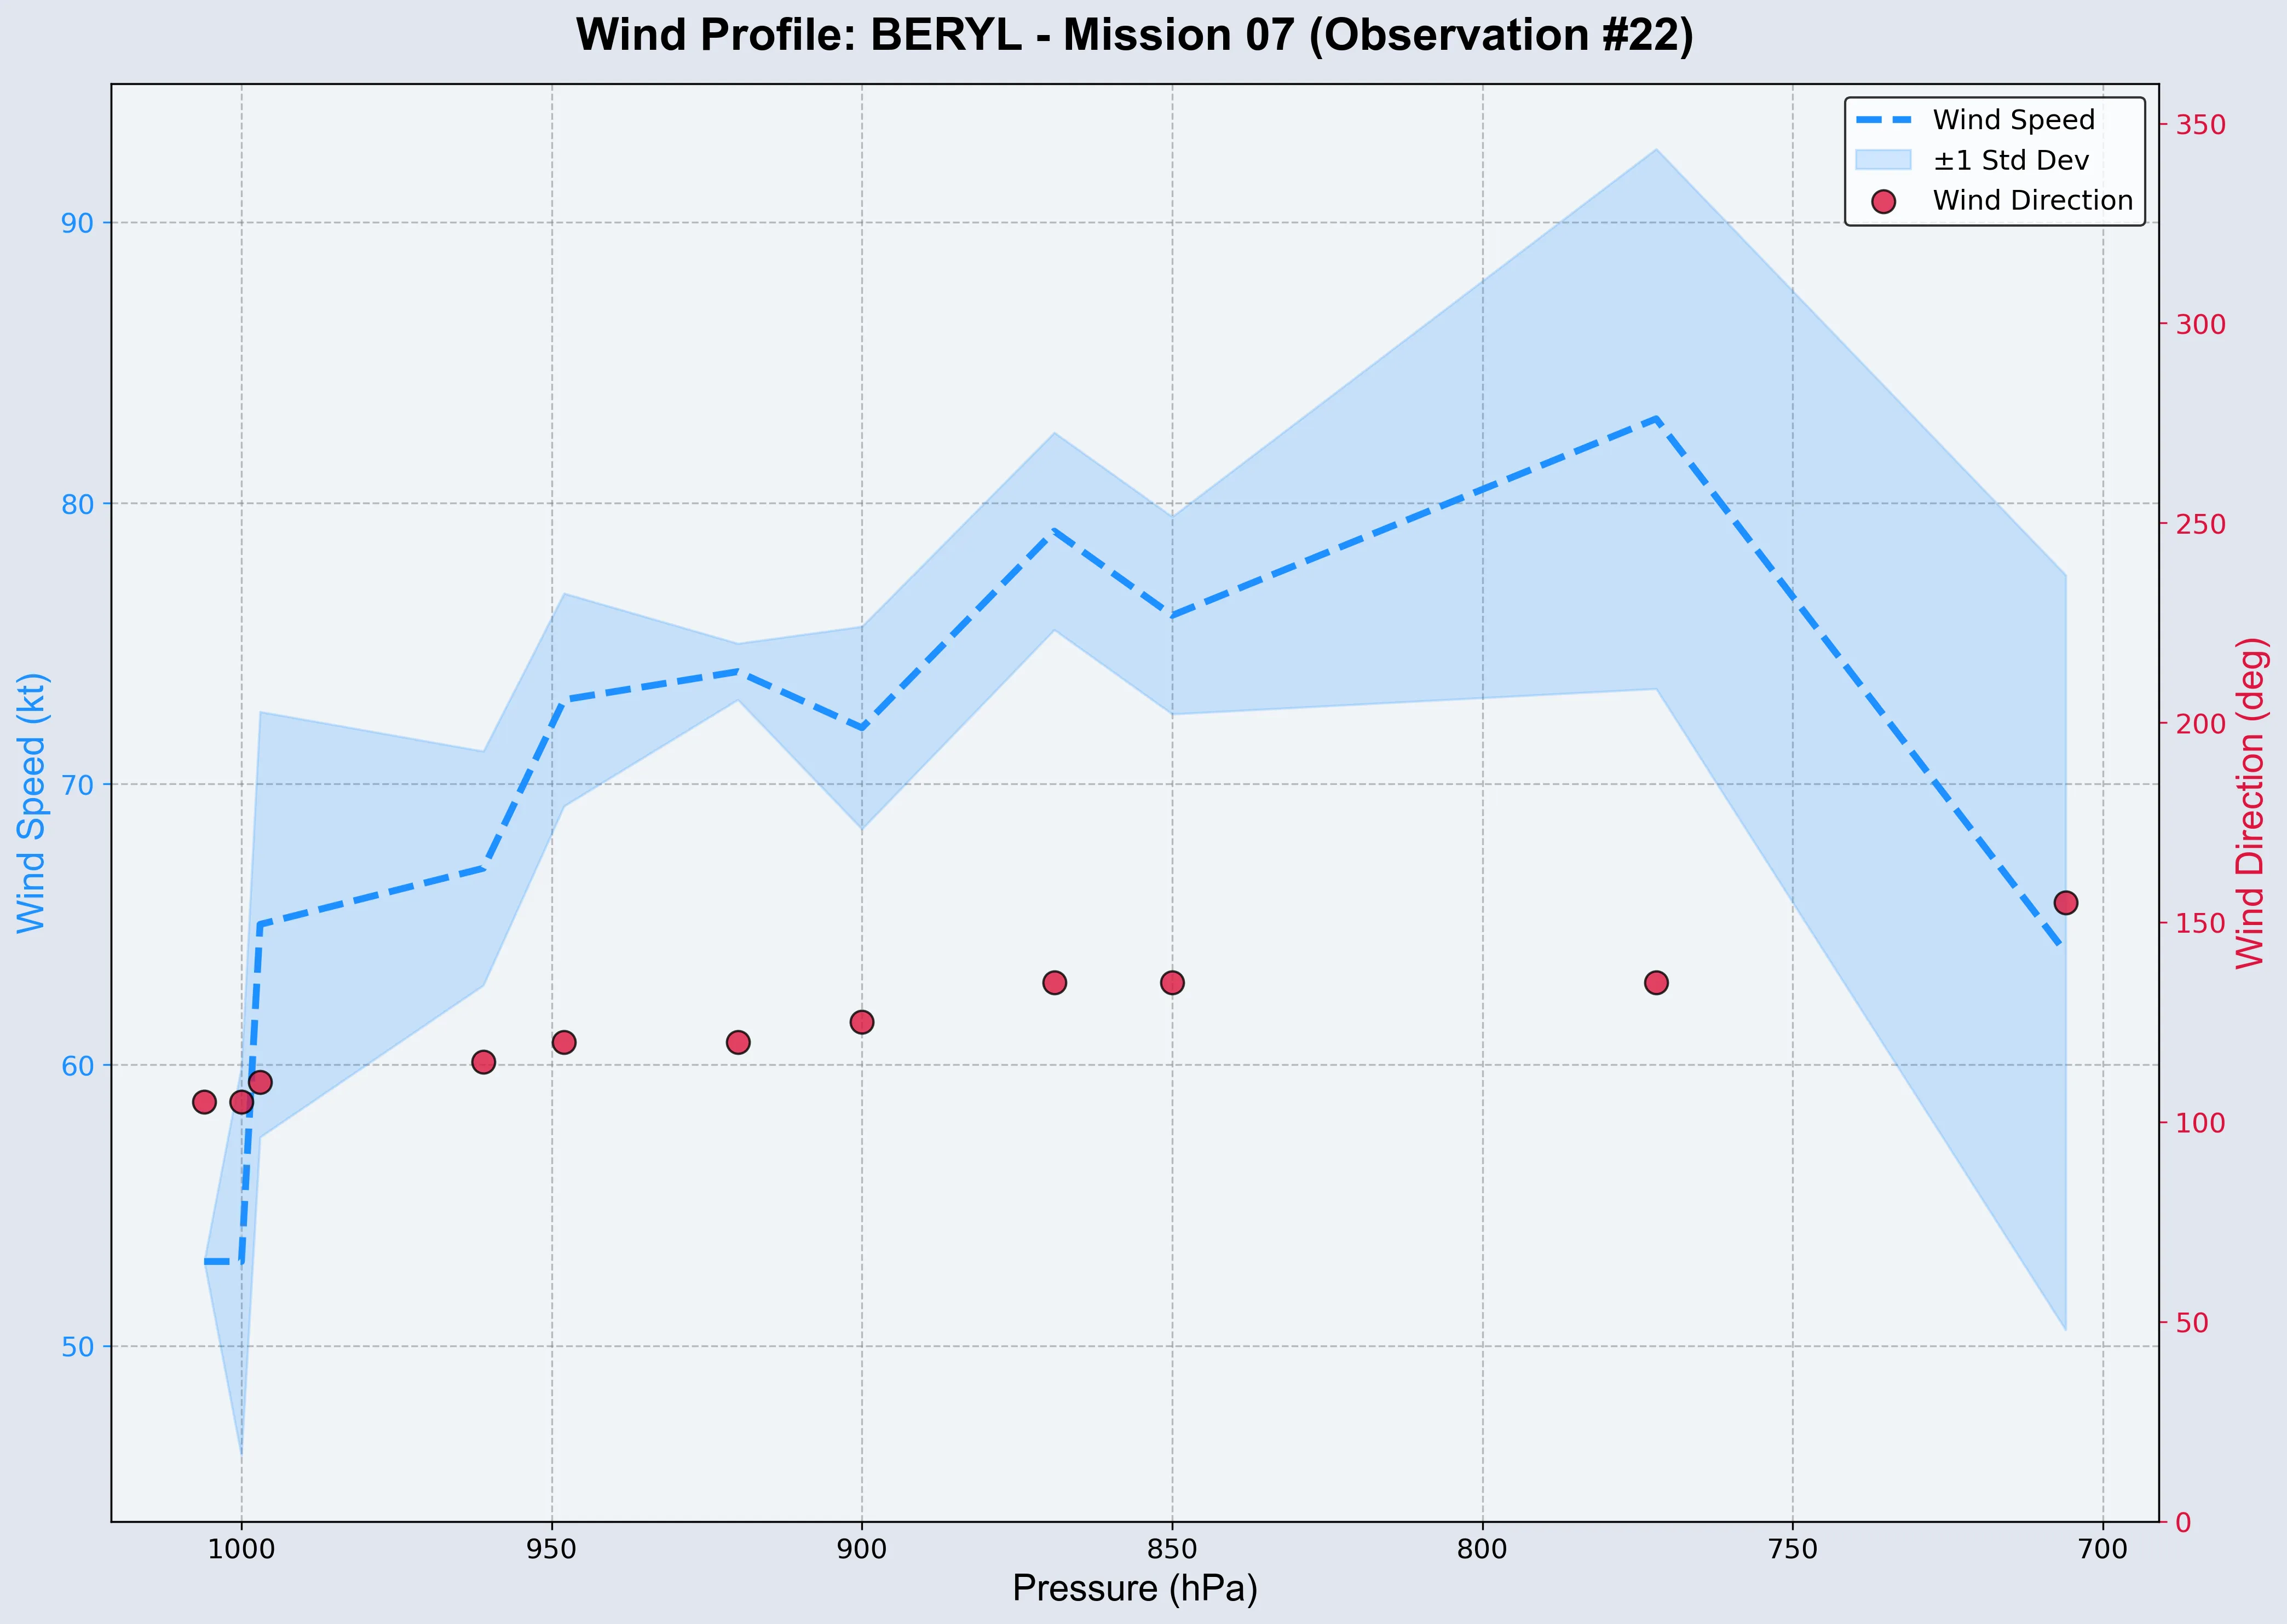 Wind Profile: BERYL - Mission 07 (Observation #22)
Wind Speed
±1 Std Dev
Wind Direction
90
80
70
60
50
Wind Speed (kt)
350
300
250
200
150
100
50
0
Wind Direction (deg)
1000
950
900
850
800
750
700
Pressure (hPa)